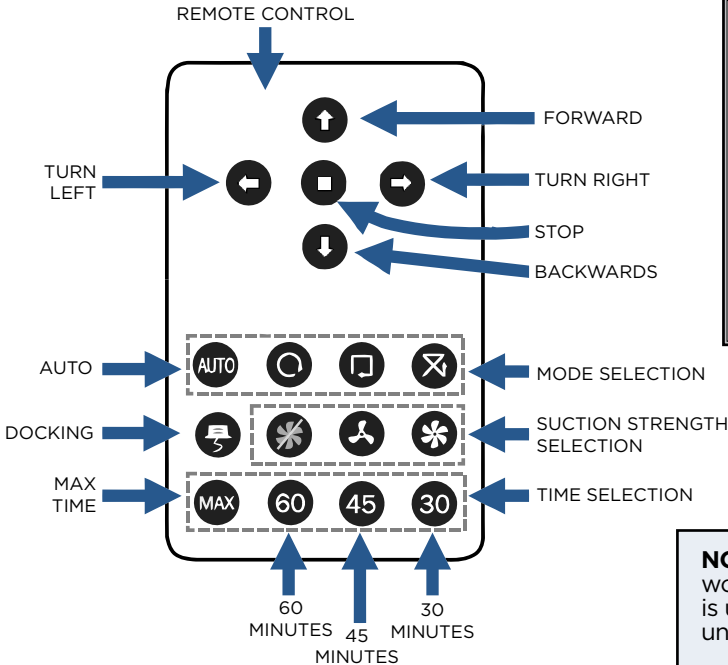 REMOTE CONTROL
FORWARD
TURN
LEFT
TURN RIGHT
STOP
BACKWARDS
AUTO
AUTO
MODE SELECTION
DOCKING
SUCTION STRENGTH
SELECTION
MAX
TIME
MAX
60
45
30
TIME SELECTION
60
MINUTES
45
MINUTES
30
MINUTES
is